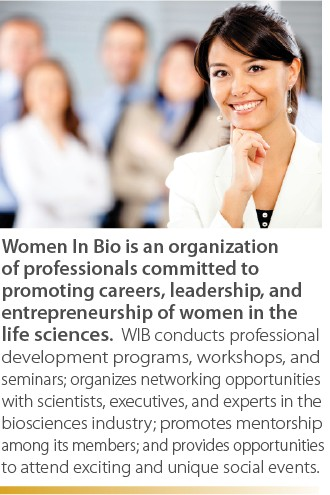 Women In Bio is an organization
of professionals committed to
promoting careers, leadership, and
entrepreneurship of women in the
life sciences. WIB conducts professional
development programs, workshops, and
seminars; organizes networking opportunities
with scientists, executives, and experts in the
biosciences industry; promotes mentorship
among its members; and provides opportunities
to attend exciting and unique social events.